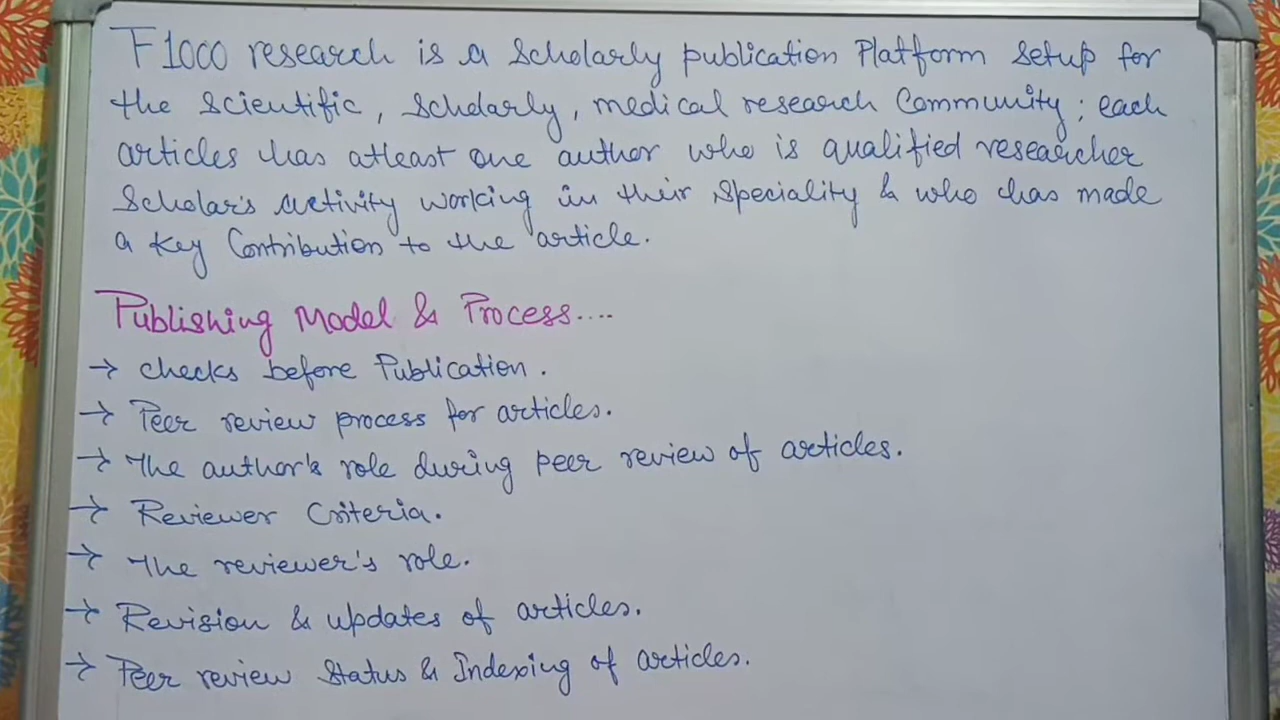 F1000 research is a Scholarly publication Platform setup for
the Scientific, Scholarly, medical research Community; each
articles has atleast one author who is qualified researcher
Scholar's activity working in their Speciality & who has made
a key Contribution to the article.
Publishing Model & Process....
→ checks before Publication.
→ Peer review process for articles.
→ The author's role during peer review of articles.
→ Reviewer Criteria.
→ The reviewer's role.
→ Revision & updates of articles.
→ Peer review Status & Indexing of articles.